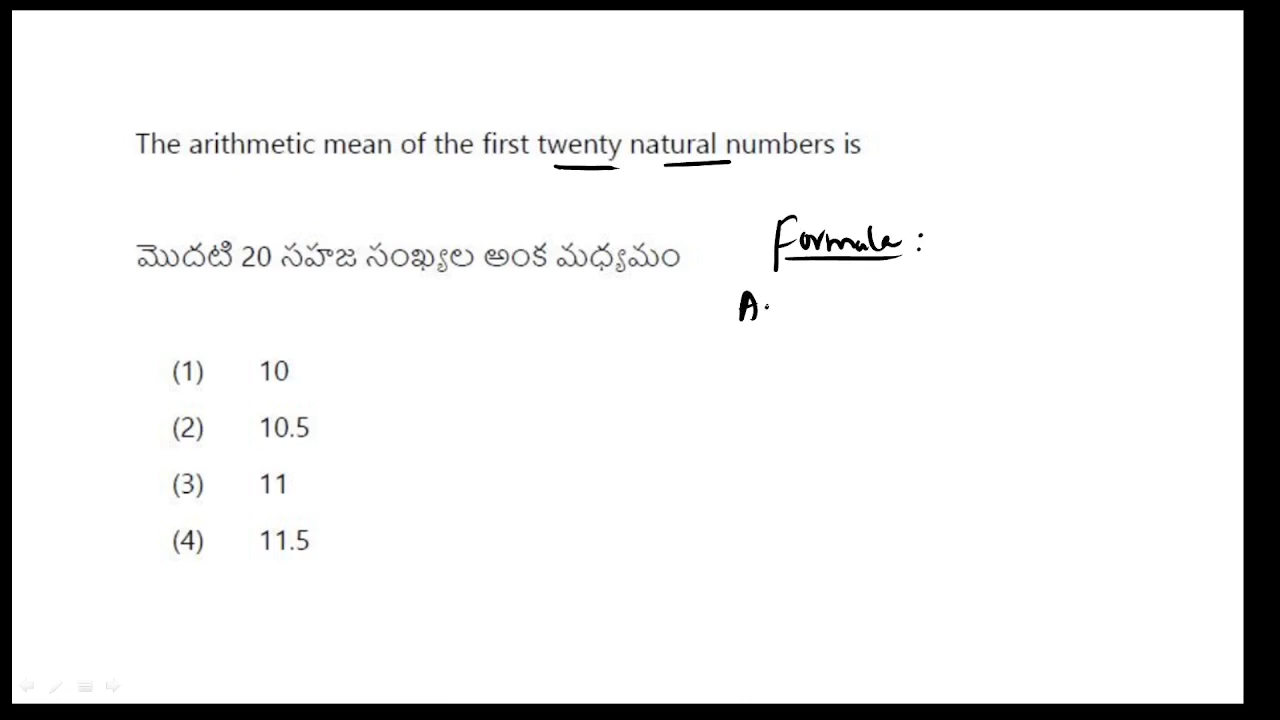 The arithmetic mean of the first twenty natural numbers is
మొదటి 20 సహజ సంఖ్యల అంక మధ్యమం
Formula :
A.
(1) 10
(2) 10.5
(3) 11
(4) 11.5